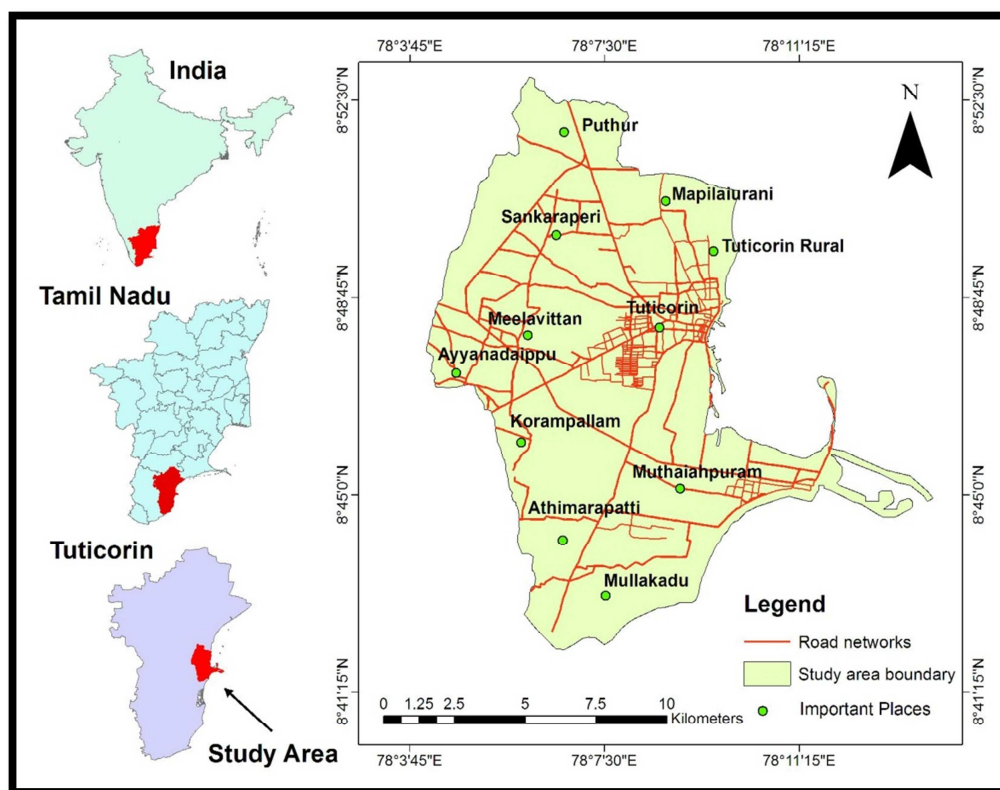 India
Tamil Nadu
Tuticorin
Study Area
78°3'45"E 78°7'30"E 78°11'15"E
8°52'30"N
8°48'45"N
8°45'0"N
8°41'15"N
N
8°52'30"N
8°48'45"N
8°45'0"N
8°41'15"N
Puthur
Mapilaiurani
Sankaraperi
Tuticorin Rural
Tuticorin
Meelavittan
Ayyanadaippu
Korampallam
Muthaiahpuram
Athimarapatti
Mullakadu
Legend
Road networks
Study area boundary
Important Places
0 1.25 2.5 5 7.5 10
Kilometers
78°3'45"E 78°7'30"E 78°11'15"E